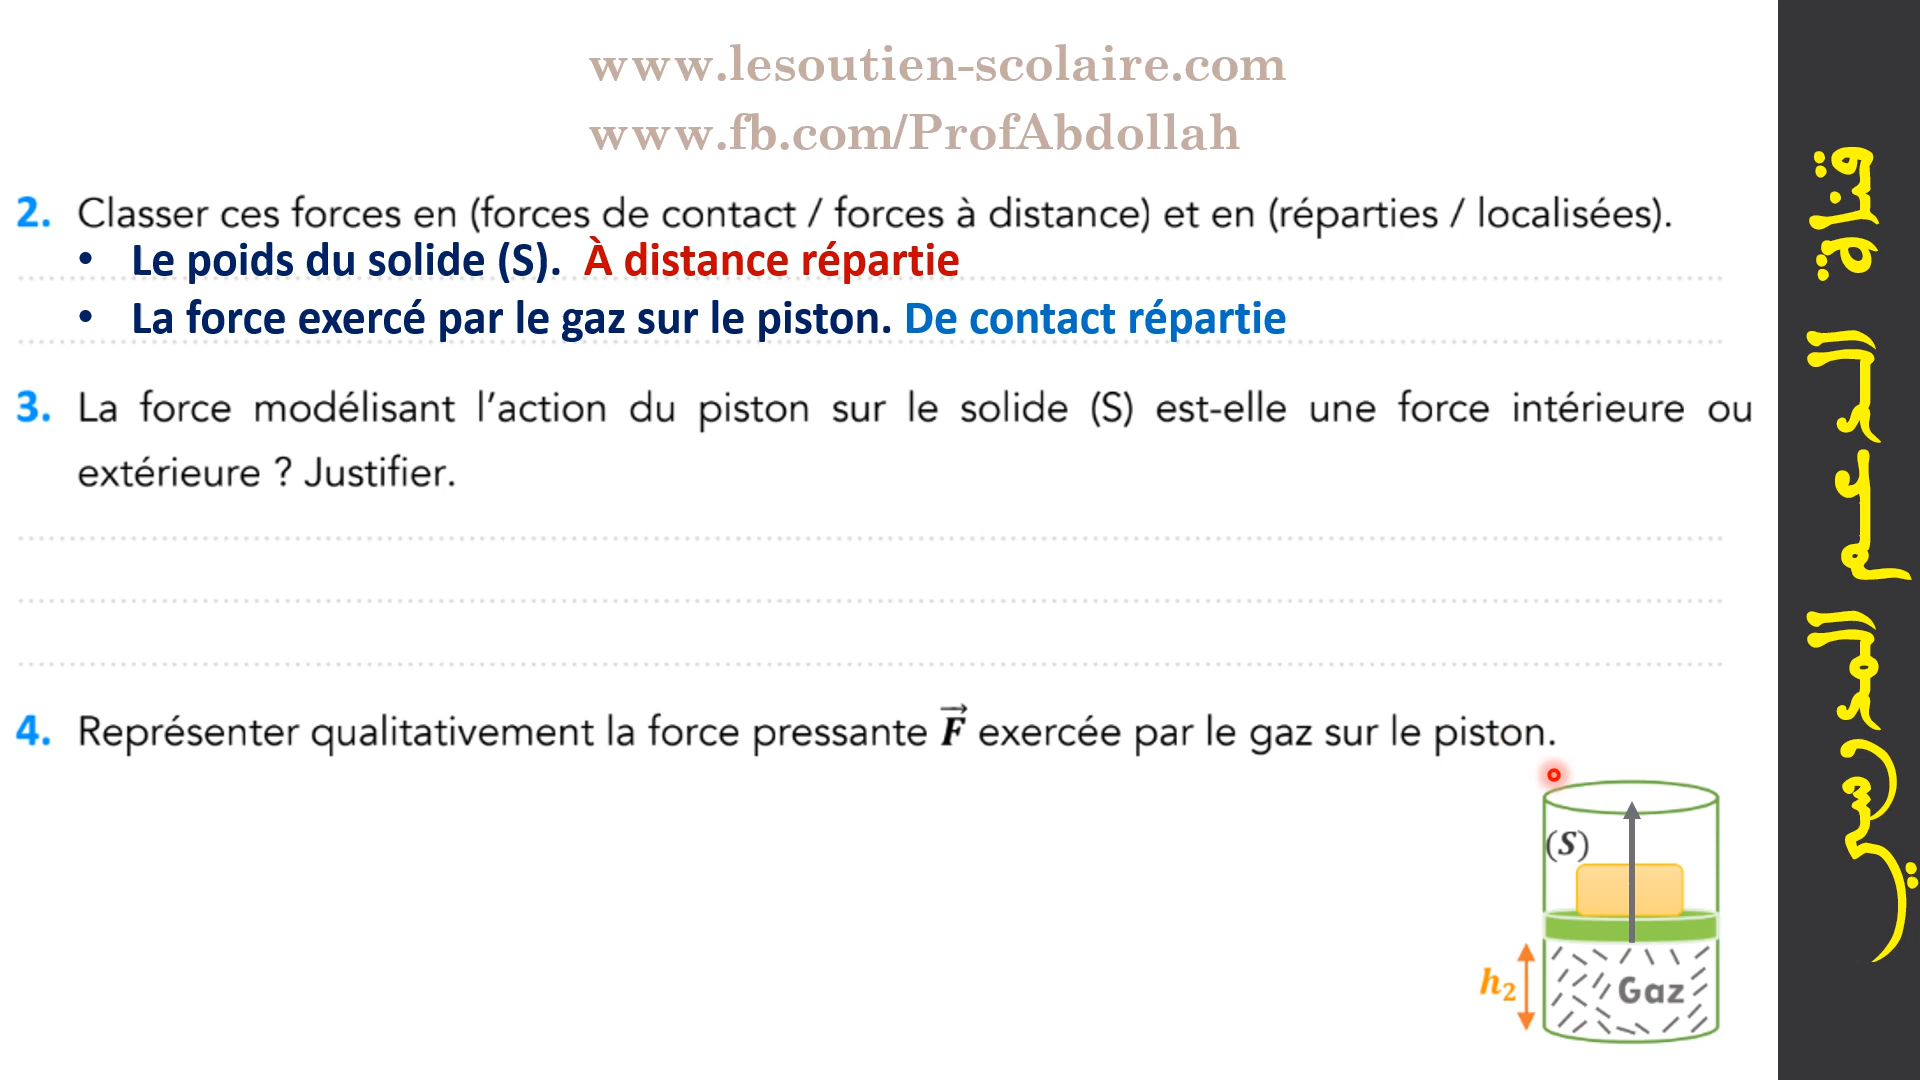 www.lesoutien-scolaire.com
www.fb.com/ProfAbdollah
2. Classer ces forces en (forces de contact / forces à distance) et en (réparties / localisées).
• Le poids du solide (S). À distance répartie
• La force exercé par le gaz sur le piston. De contact répartie
3. La force modélisant l'action du piston sur le solide (S) est-elle une force intérieure ou
extérieure ? Justifier.
4. Représenter qualitativement la force pressante F⃗ exercée par le gaz sur le piston.
(S)
h₂
Gaz
قناة الدعم المدرسي